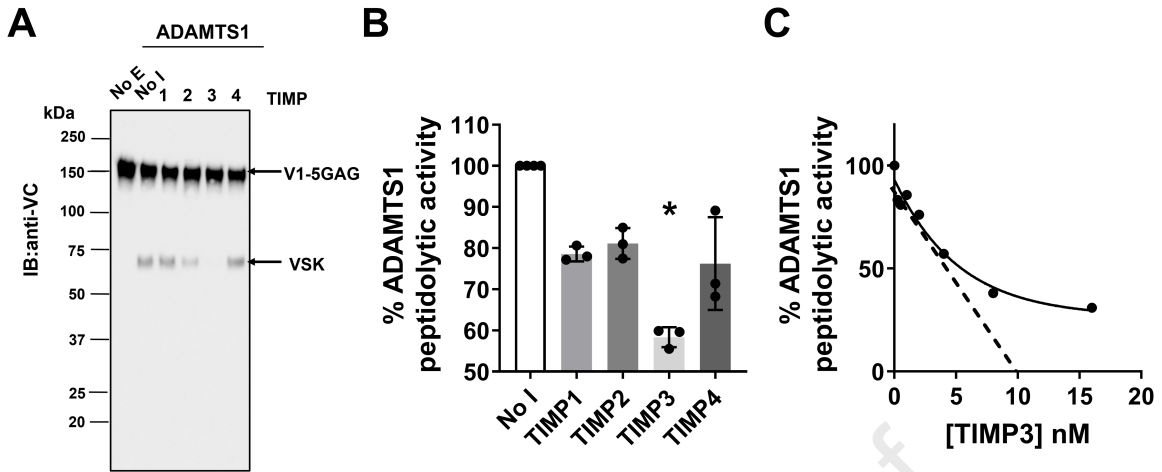 A
ADAMTS1
No E
No I
1 2 3 4 TIMP
kDa
250
150
100
75
50
37
25
20
IB:anti-VC
V1-5GAG
VSK
B
% ADAMTS1
peptidolytic activity
110
100
90
80
70
60
50
*
No I
TIMP1
TIMP2
TIMP3
TIMP4
C
% ADAMTS1
peptidolytic activity
100
50
0
0 5 10 15 20
[TIMP3] nM
f